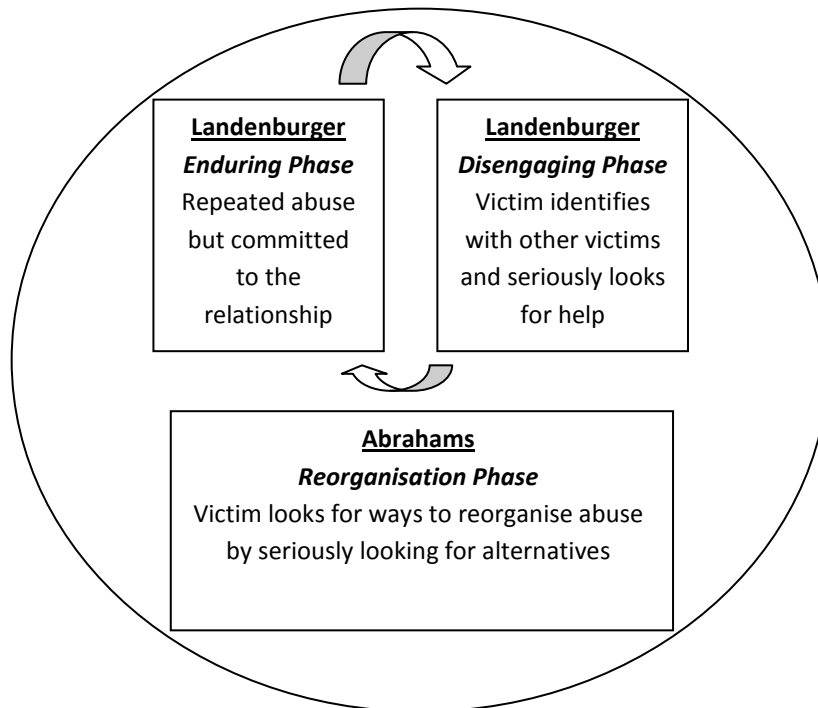 Landenburger
Enduring Phase
Repeated abuse
but committed
to the
relationship
Landenburger
Disengaging Phase
Victim identifies
with other victims
and seriously looks
for help
Abrahams
Reorganisation Phase
Victim looks for ways to reorganise abuse
by seriously looking for alternatives